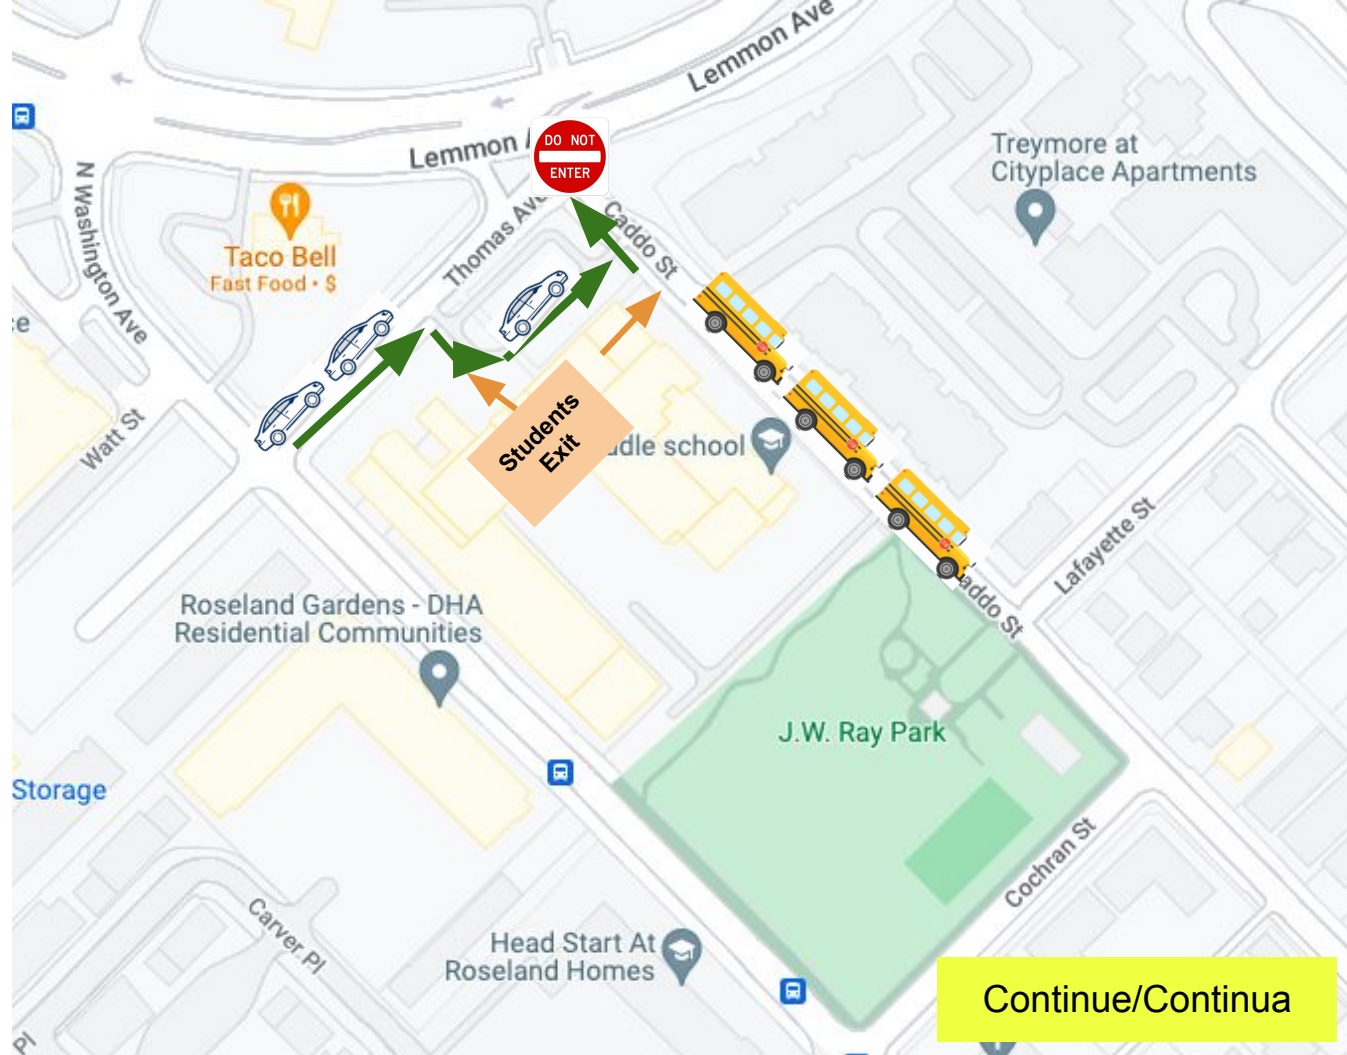 Lemmon Ave
Treymore at
Cityplace Apartments
Lemmon
DO NOT
ENTER
N Washington Ave
Taco Bell
Fast Food • $
Thomas Ave
Caddo St
Watt St
Students
Exit
ddle school
Lafayette St
addo St
Roseland Gardens - DHA
Residential Communities
J.W. Ray Park
Storage
Cochran St
Carver Pl
Head Start At
Roseland Homes
Continue/Continua
Pl